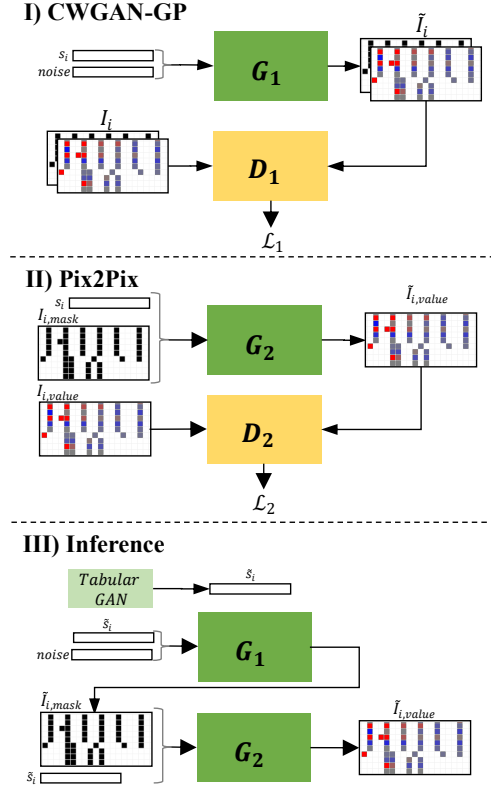 I) CWGAN-GP
s_i
noise
G_1
Ĩ_i
I_i
D_1
ℒ_1
II) Pix2Pix
s_i
I_{i,mask}
G_2
Ĩ_{i,value}
I_{i,value}
D_2
ℒ_2
III) Inference
Tabular
GAN
s̃_i
s̃_i
noise
G_1
Ĩ_{i,mask}
G_2
Ĩ_{i,value}
s̃_i